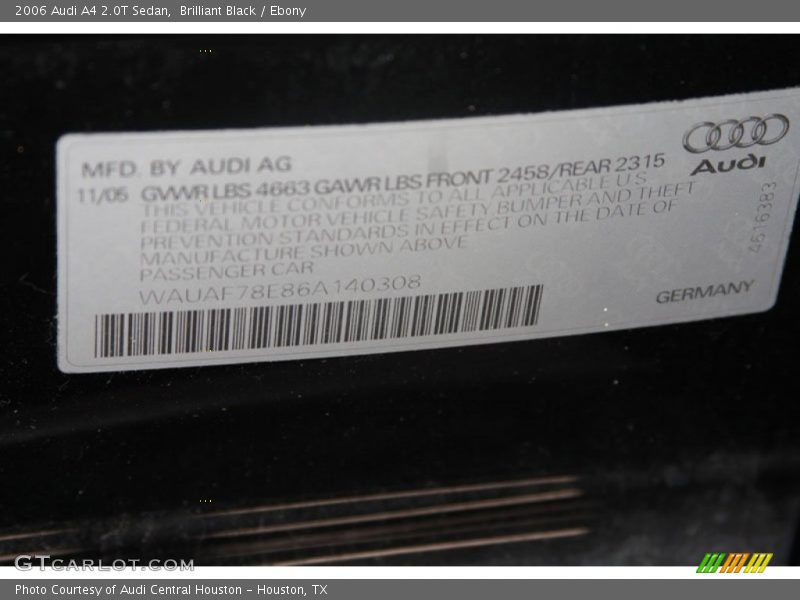 2006 Audi A4 2.0T Sedan, Brilliant Black / Ebony
MFD. BY AUDI AG
11/05 GVWR LBS 4663 GAWR LBS FRONT 2458/REAR 2315
THIS VEHICLE CONFORMS TO ALL APPLICABLE U.S.
FEDERAL MOTOR VEHICLE SAFETY BUMPER AND THEFT
PREVENTION STANDARDS IN EFFECT ON THE DATE OF
MANUFACTURE SHOWN ABOVE
PASSENGER CAR
WAUAF78E86A140308
Audi
4616383
GERMANY
GTCARLOT.COM
Photo Courtesy of Audi Central Houston - Houston, TX